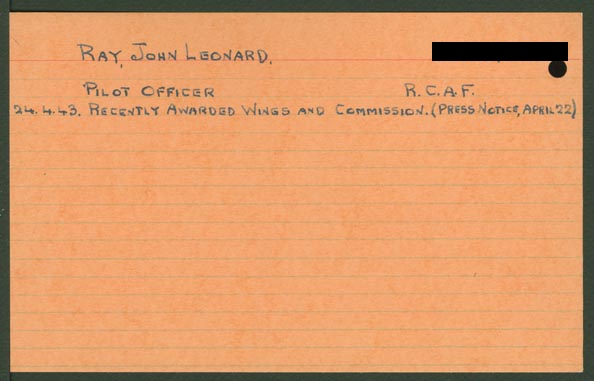 RAY, JOHN LEONARD.
PILOT OFFICER R.C.A.F.
24.4.43. RECENTLY AWARDED WINGS AND COMMISSION. (PRESS NOTICE, APRIL 22)